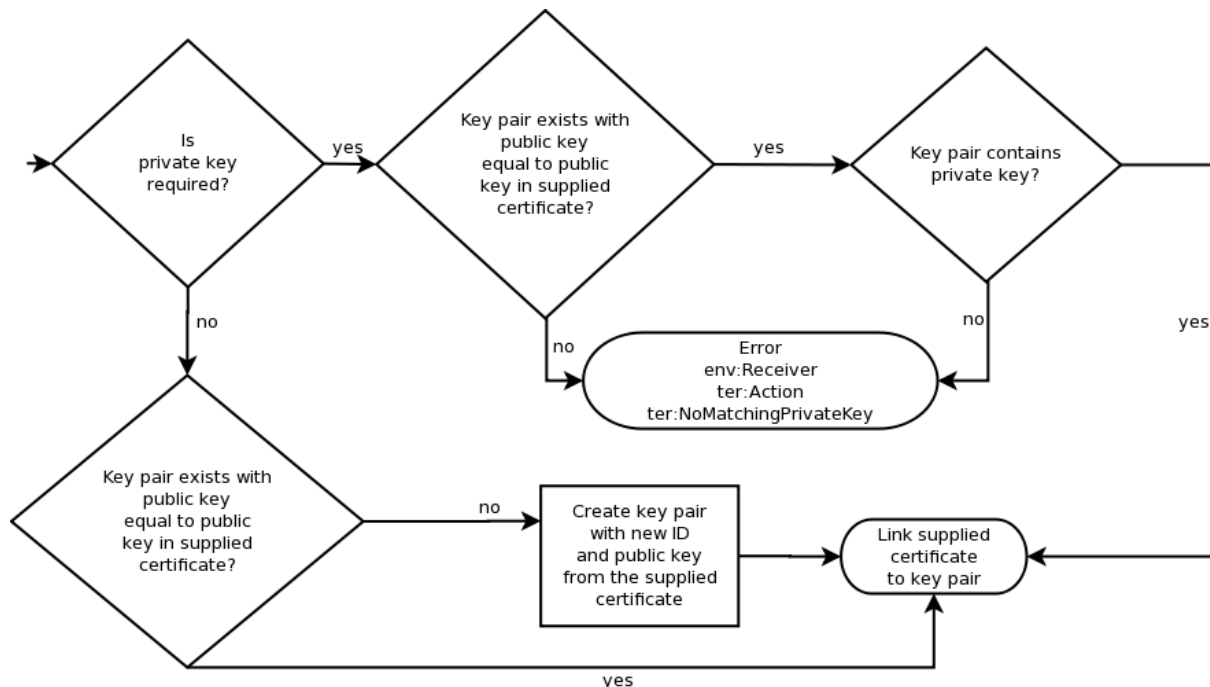 Is
private key
required?
yes
Key pair exists with
public key
equal to public
key in supplied
certificate?
yes
Key pair contains
private key?
yes
no
no
no
Error
env:Receiver
ter:Action
ter:NoMatchingPrivateKey
Key pair exists with
public key
equal to public
key in supplied
certificate?
no
Create key pair
with new ID
and public key
from the supplied
certificate
Link supplied
certificate
to key pair
yes